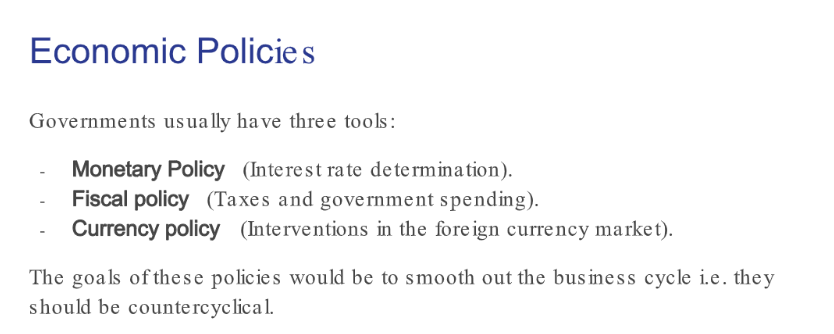 Economic Policies
Governments usually have three tools:
- Monetary Policy (Interest rate determination).
- Fiscal policy (Taxes and government spending).
- Currency policy (Interventions in the foreign currency market).
The goals of these policies would be to smooth out the business cycle i.e. they
should be countercyclical.